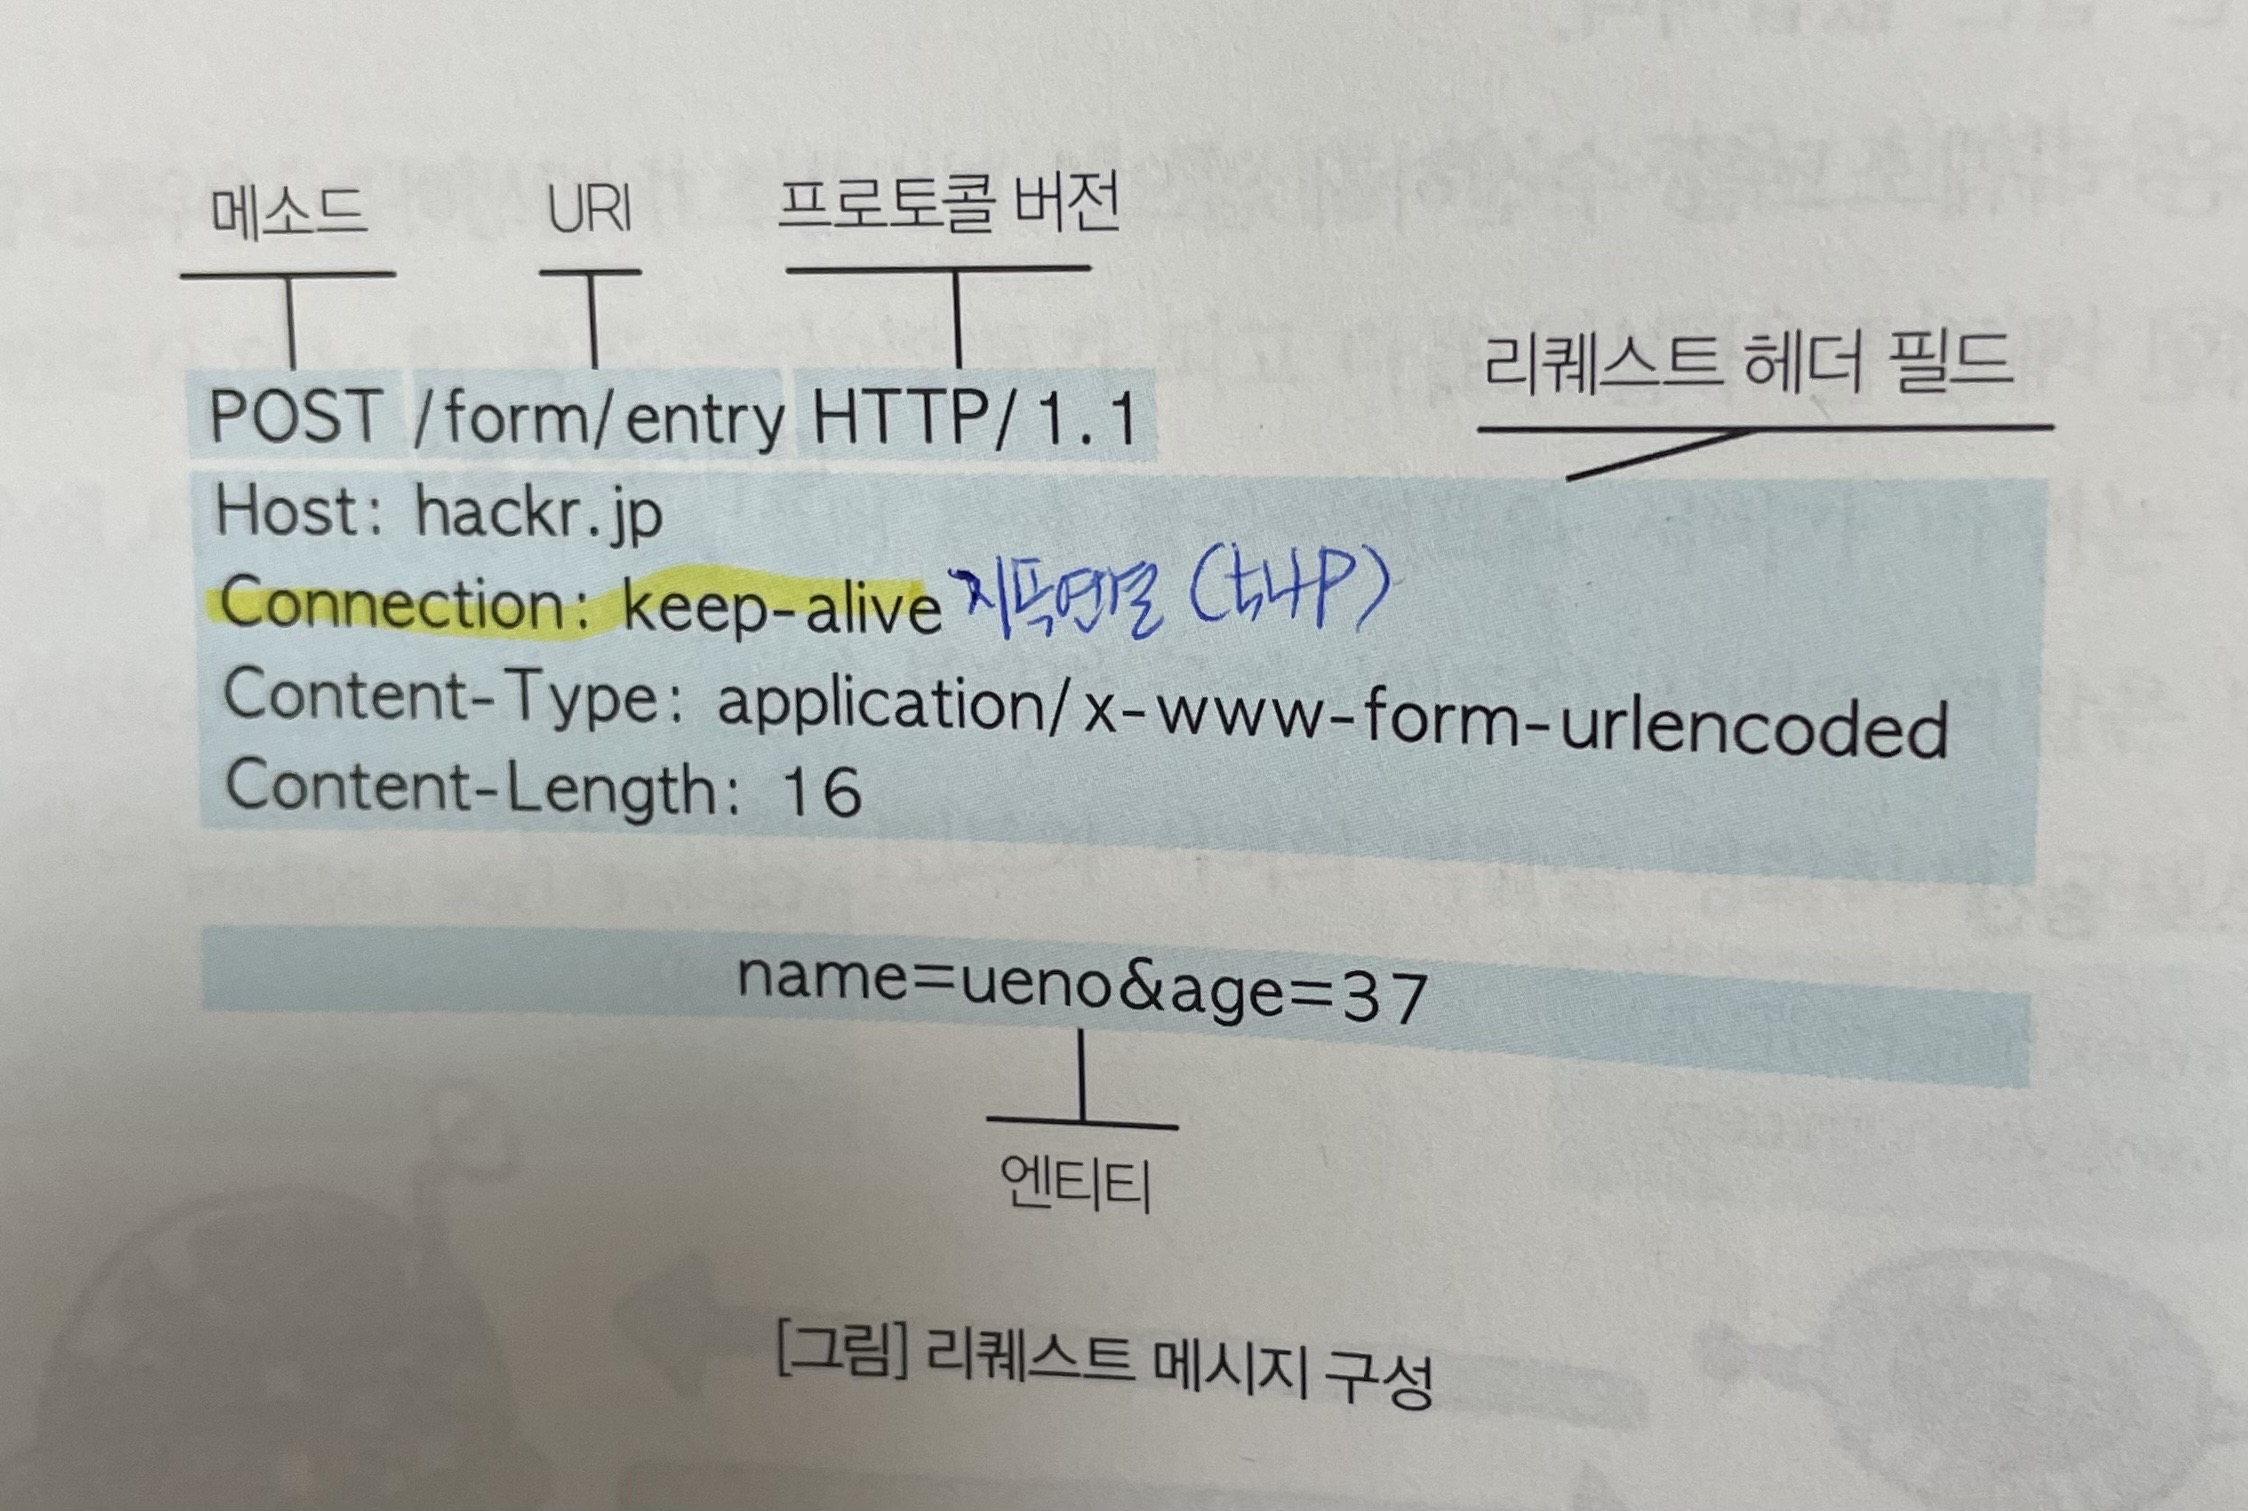 메소드 URI 프로토콜 버전
리퀘스트 헤더 필드
POST /form/entry HTTP/1.1
Host: hackr.jp
Connection: keep-alive 지속연결
Content-Type: application/x-www-form-urlencoded
Content-Length: 16
name=ueno&age=37
엔티티
[그림] 리퀘스트 메시지 구성